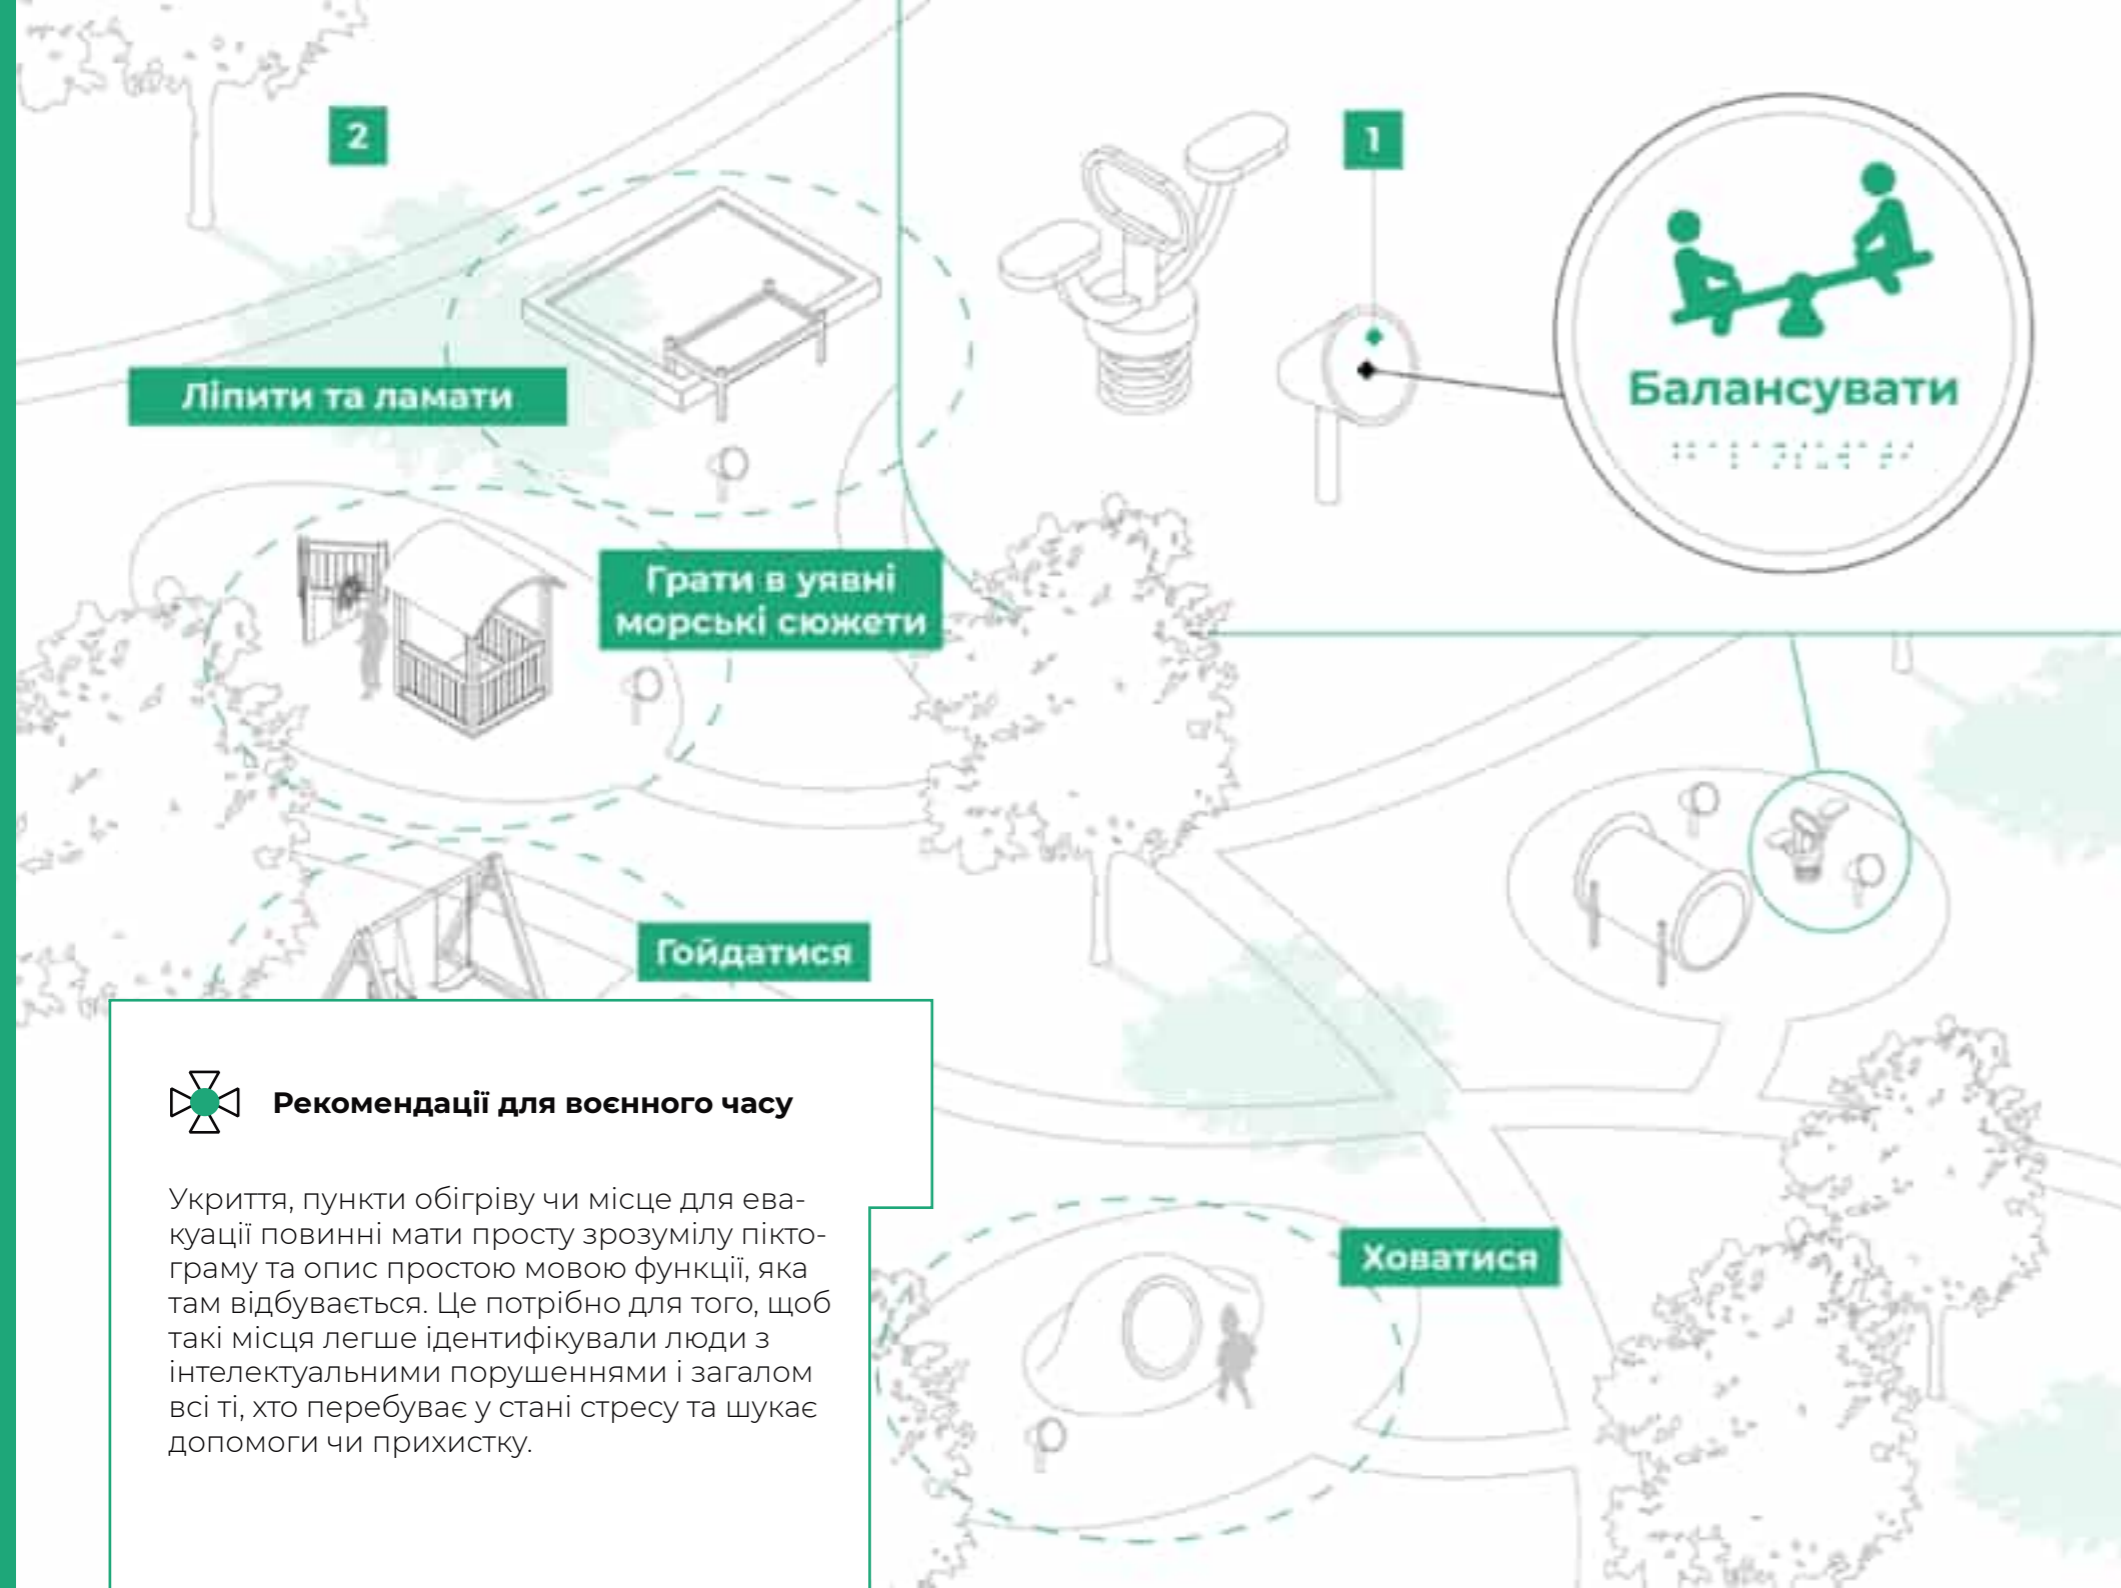 2
1
Балансувати
Ліпити та ламати
Грати в уявні
морські сюжети
Гойдатися
Рекомендації для воєнного часу
Укриття, пункти обігріву чи місце для ева-
куації повинні мати просту зрозумілу пікто-
граму та опис простою мовою функції, яка
там відбувається. Це потрібно для того, щоб
такі місця легше ідентифікували люди з
інтелектуальними порушеннями і загалом
всі ті, хто перебуває у стані стресу та шукає
допомоги чи прихистку.
Ховатися